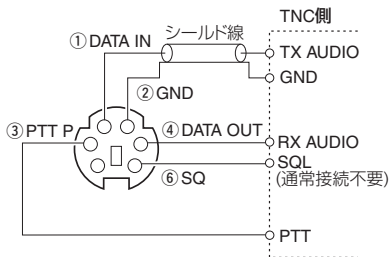 TNC側
シールド線
①DATA IN
TX AUDIO
GND
②GND
③PTT P
④DATA OUT
RX AUDIO
SQL
⑥SQ
(通常接続不要)
PTT